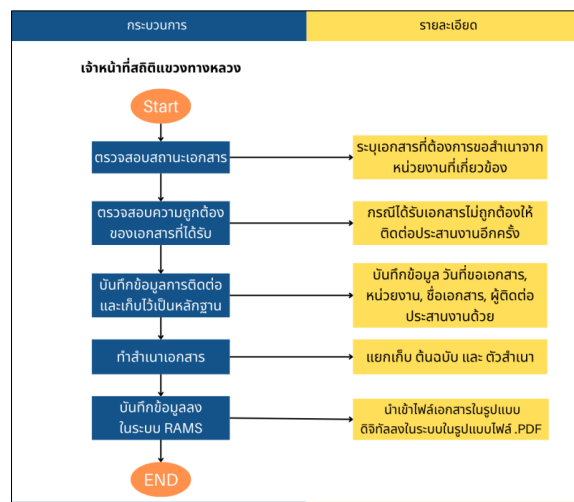 กระบวนการ
รายละเอียด
เจ้าหน้าที่สถิติแขวงทางหลวง
Start
ตรวจสอบสถานะเอกสาร
ระบุเอกสารที่ต้องการขอสำเนาจาก
หน่วยงานที่เกี่ยวข้อง
ตรวจสอบความถูกต้อง
ของเอกสารที่ได้รับ
กรณีได้รับเอกสารไม่ถูกต้องให้
ติดต่อประสานงานอีกครั้ง
บันทึกข้อมูลการติดต่อ
และเก็บไว้เป็นหลักฐาน
บันทึกข้อมูล วันที่ขอเอกสาร,
หน่วยงาน, ชื่อเอกสาร, ผู้ติดต่อ
ประสานงานด้วย
ทำสำเนาเอกสาร
แยกเก็บ ต้นฉบับ และ ตัวสำเนา
บันทึกข้อมูลลง
ในระบบ RAMS
นำเข้าไฟล์เอกสารในรูปแบบ
ดิจิทัลลงในระบบในรูปแบบไฟล์ .PDF
END